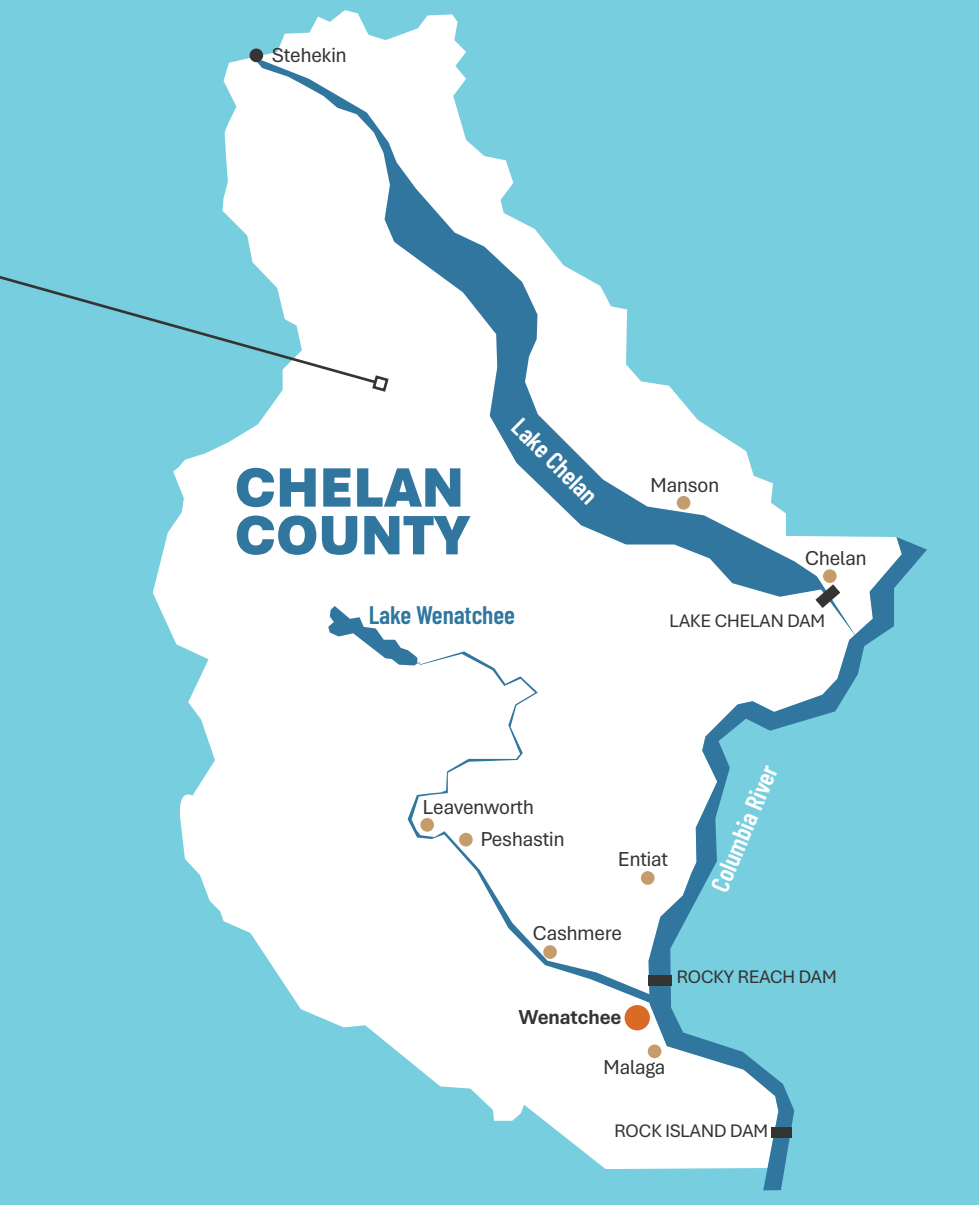 Stehekin
Lake Chelan
Manson
CHELAN
COUNTY
Chelan
Lake Wenatchee
LAKE CHELAN DAM
Columbia River
Leavenworth
Peshastin
Entiat
Cashmere
ROCKY REACH DAM
Wenatchee
Malaga
ROCK ISLAND DAM